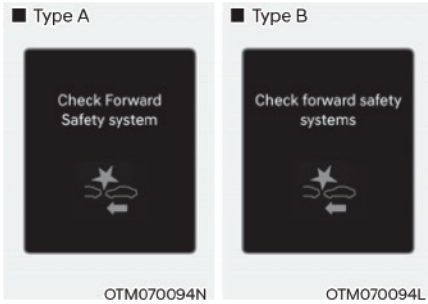 ■ Type A
Check Forward
Safety system
OTM070094N
■ Type B
Check forward safety
systems
OTM070094L